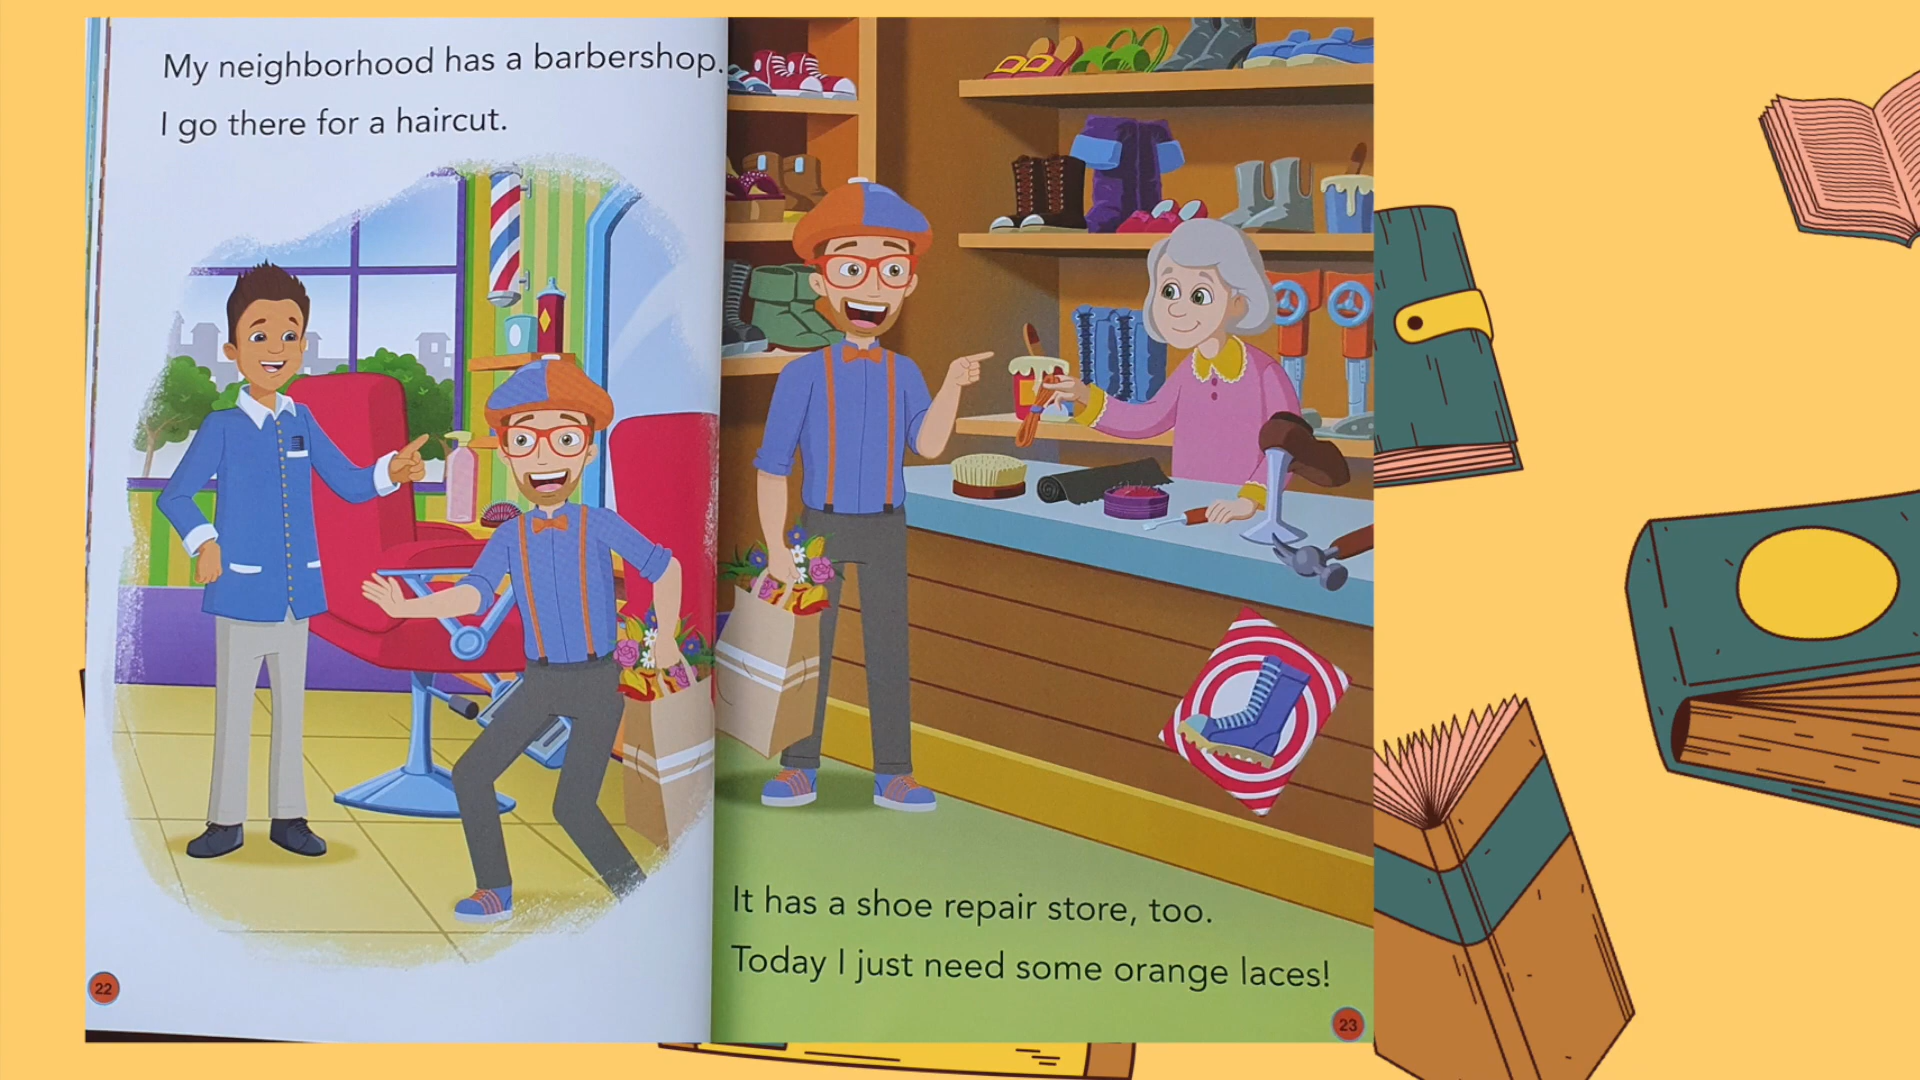 My neighborhood has a barbershop.
I go there for a haircut.
22
It has a shoe repair store, too.
Today I just need some orange laces!
23